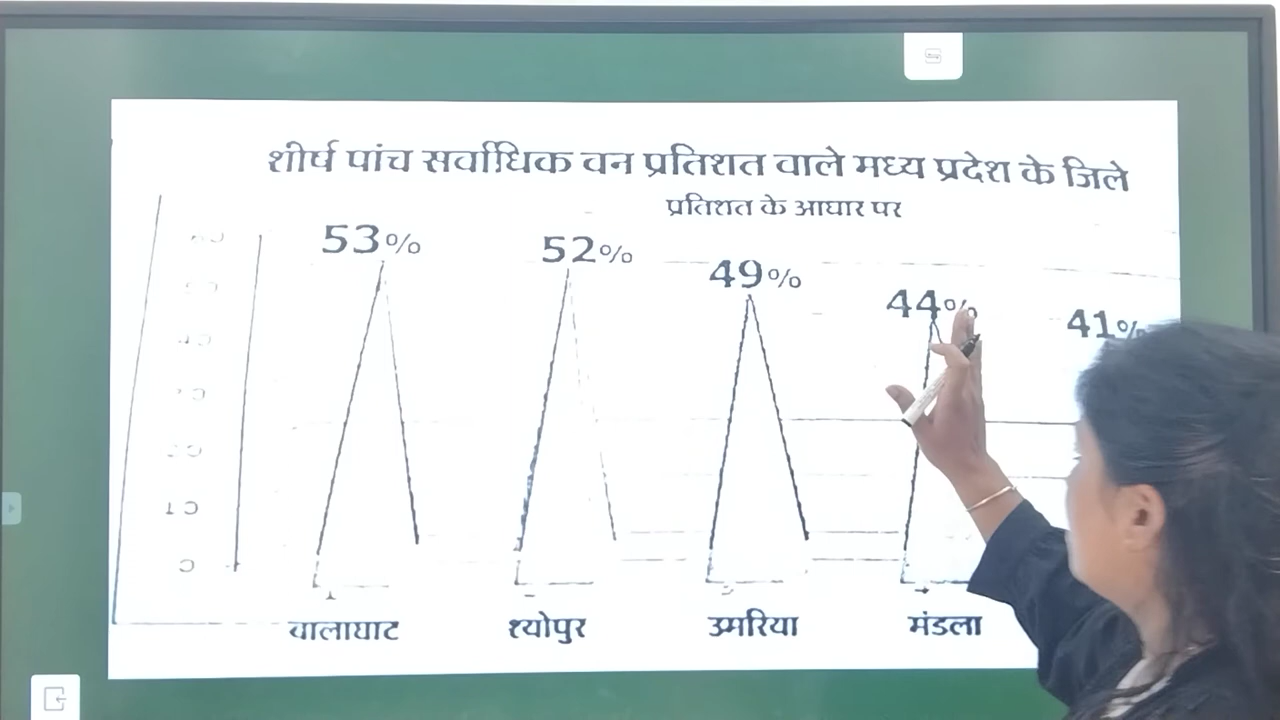 शीर्ष पांच सर्वाधिक वन प्रतिशत वाले मध्य प्रदेश के जिले
प्रतिशत के आधार पर
53% 52% 49% 44% 41%
बालाघाट श्योपुर उमरिया मंडला